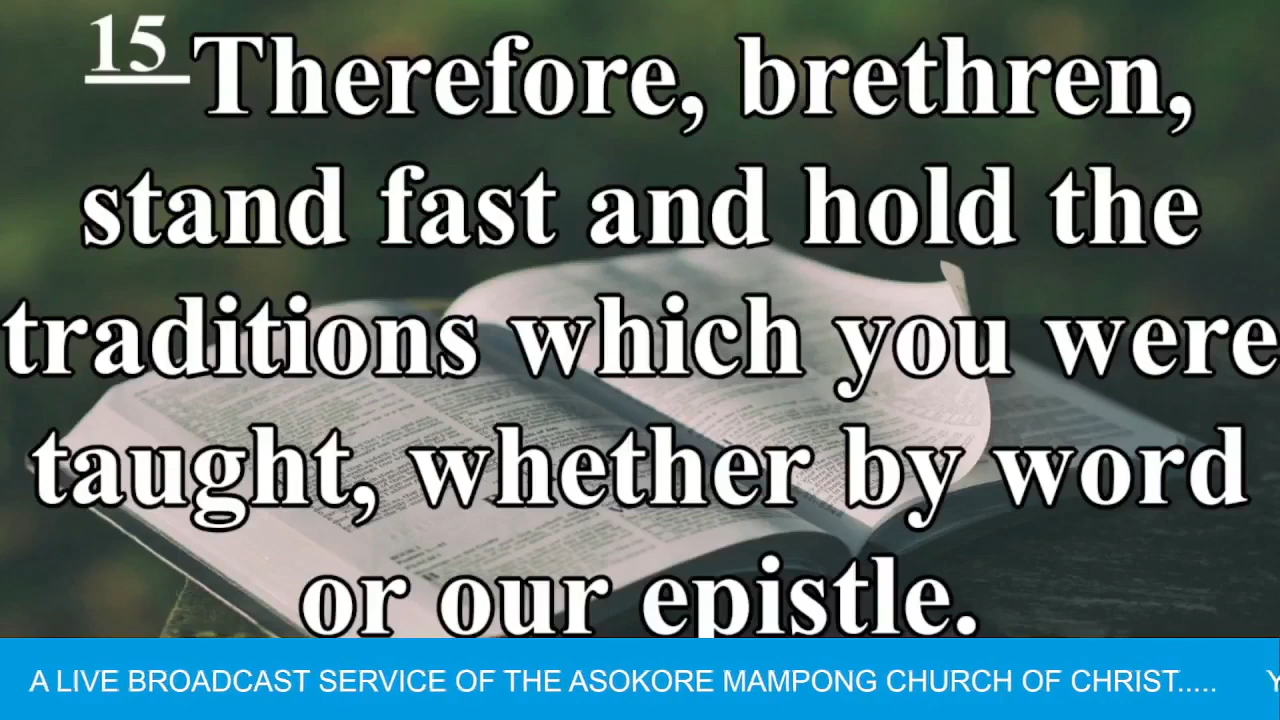 15 Therefore, brethren,
stand fast and hold the
traditions which you were
taught, whether by word
or our epistle.
A LIVE BROADCAST SERVICE OF THE ASOKORE MAMPONG CHURCH OF CHRIST.....